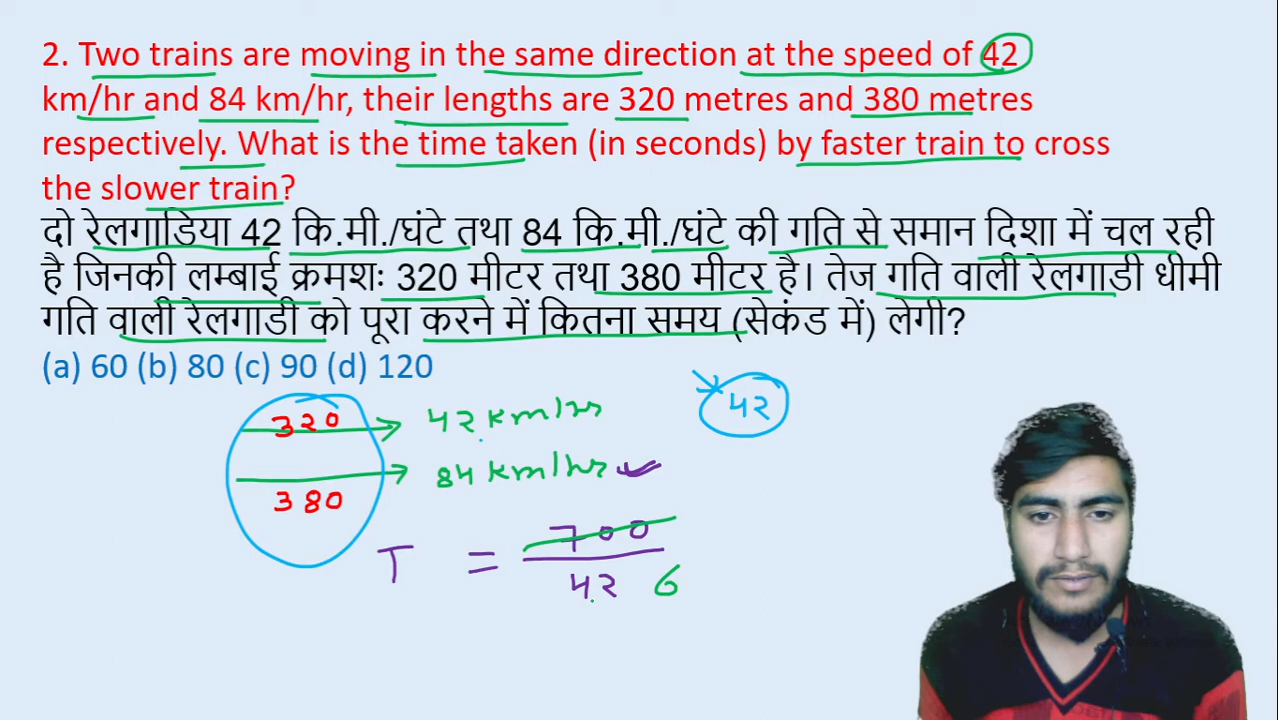 2. Two trains are moving in the same direction at the speed of 42
km/hr and 84 km/hr, their lengths are 320 metres and 380 metres
respectively. What is the time taken (in seconds) by faster train to cross
the slower train?
दो रेलगाडिया 42 कि.मी./घंटे तथा 84 कि.मी./घंटे की गति से समान दिशा में चल रही
है जिनकी लम्बाई क्रमशः 320 मीटर तथा 380 मीटर है। तेज गति वाली रेलगाडी धीमी
गति वाली रेलगाडी को पूरा करने में कितना समय (सेकंड में) लेगी?
(a) 60 (b) 80 (c) 90 (d) 120
320 42 km/hr 42
84 km/hr
380
T = 700
42 6